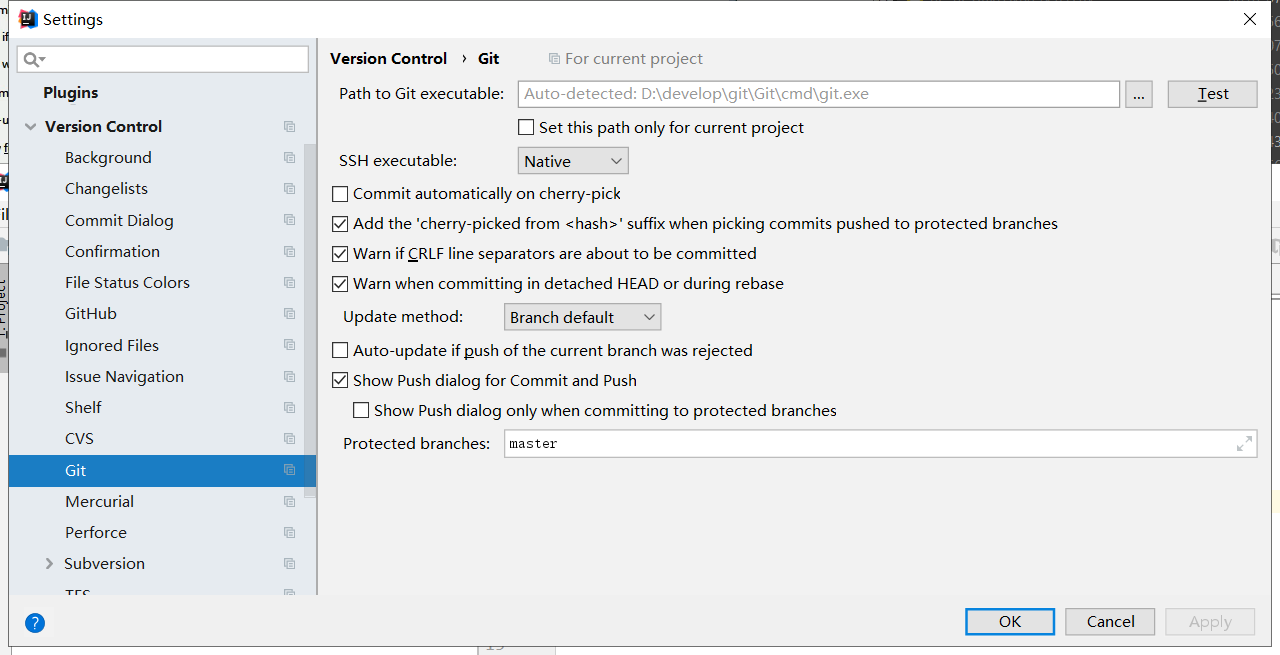 Settings
Plugins
Version Control
Background
Changelists
Commit Dialog
Confirmation
File Status Colors
GitHub
Ignored Files
Issue Navigation
Shelf
CVS
Git
Mercurial
Perforce
Subversion
TFS
Version Control › Git For current project
Path to Git executable: Auto-detected: D:\develop\git\Git\cmd\git.exe ... Test
Set this path only for current project
SSH executable: Native
Commit automatically on cherry-pick
Add the 'cherry-picked from <hash>' suffix when picking commits pushed to protected branches
Warn if CRLF line separators are about to be committed
Warn when committing in detached HEAD or during rebase
Update method: Branch default
Auto-update if push of the current branch was rejected
Show Push dialog for Commit and Push
Show Push dialog only when committing to protected branches
Protected branches: master
? OK Cancel Apply